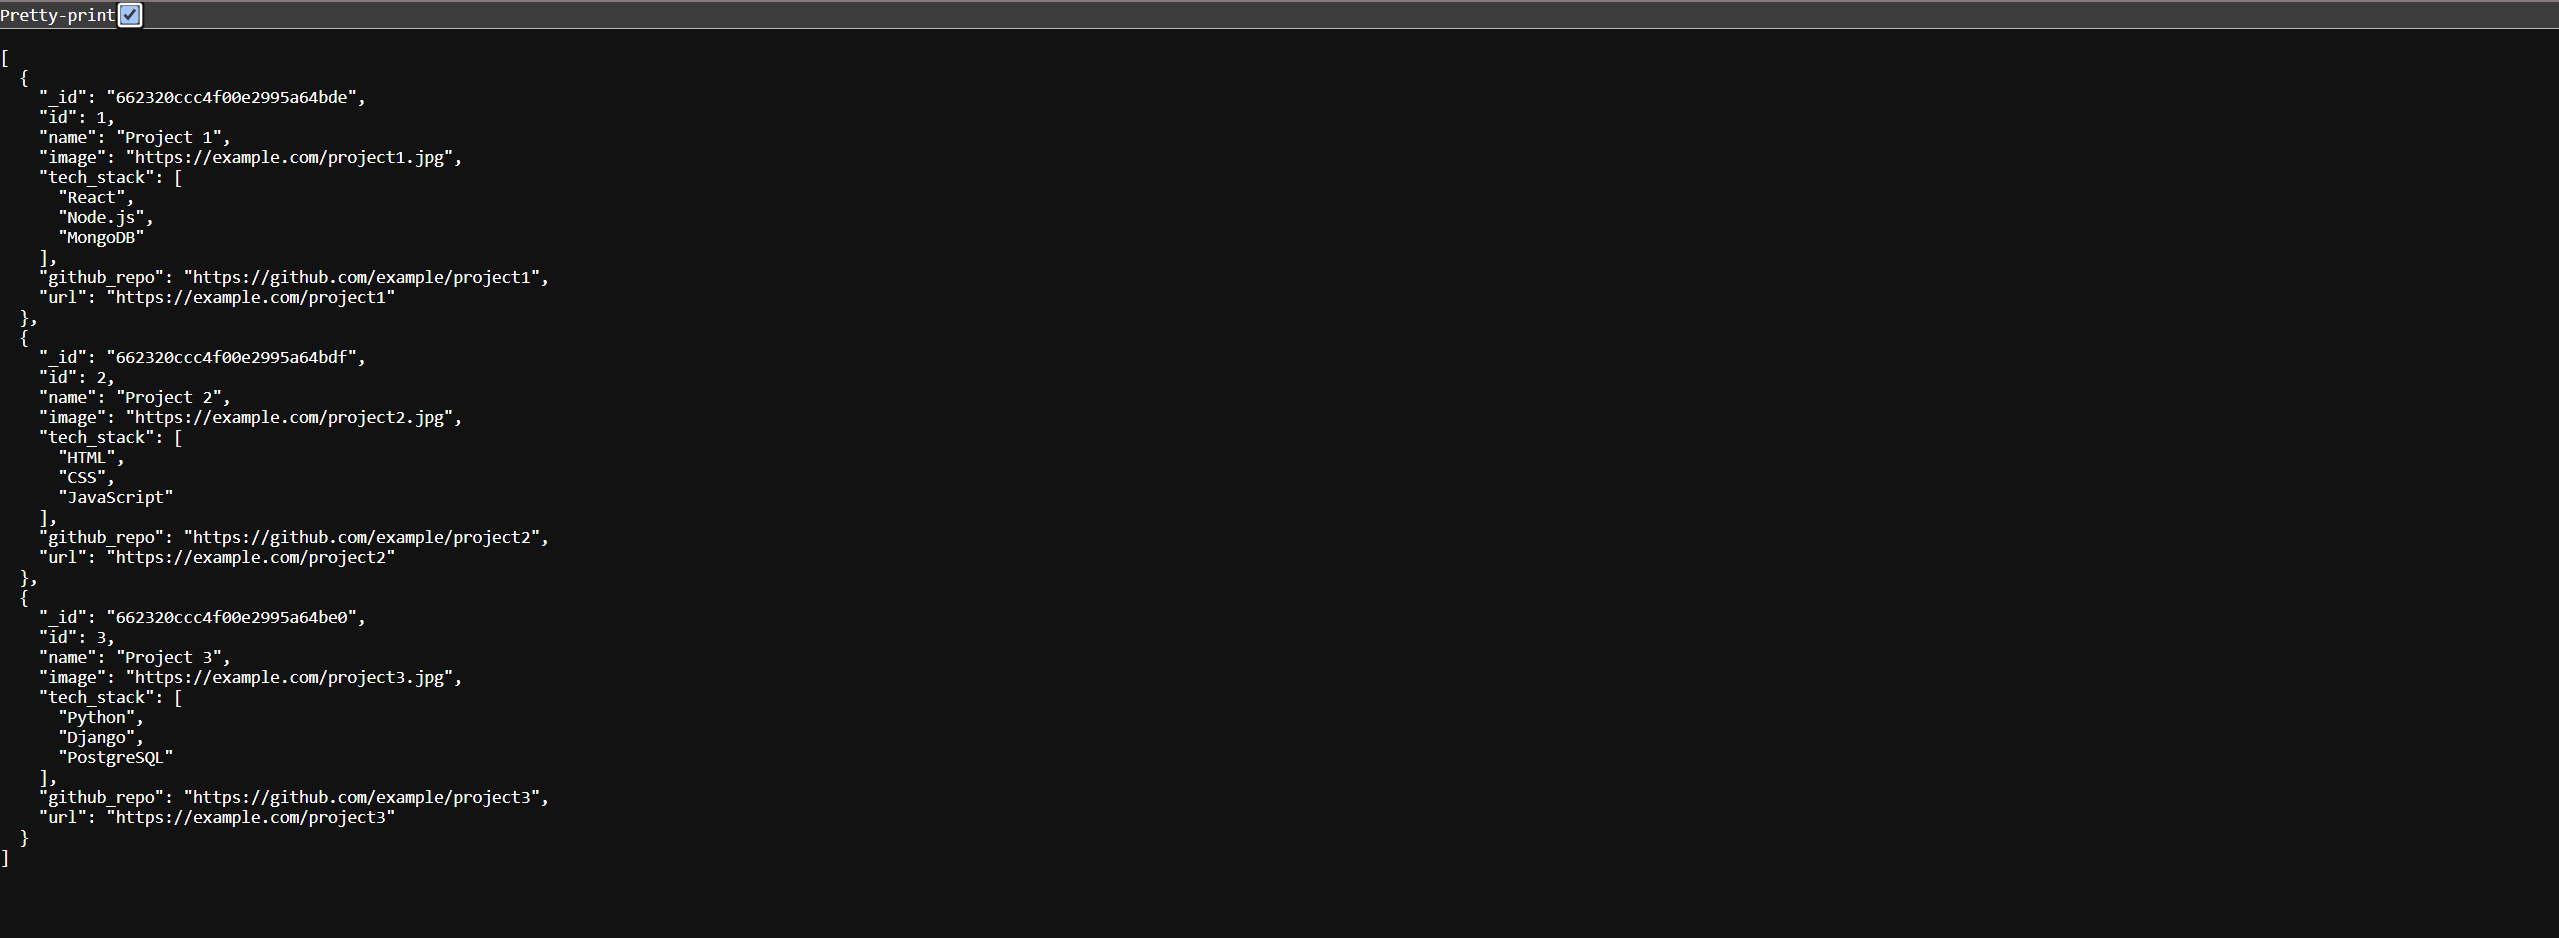 Pretty-print
[
  {
    "_id": "662320ccc4f00e2995a64bde",
    "id": 1,
    "name": "Project 1",
    "image": "https://example.com/project1.jpg",
    "tech_stack": [
      "React",
      "Node.js",
      "MongoDB"
    ],
    "github_repo": "https://github.com/example/project1",
    "url": "https://example.com/project1"
  },
  {
    "_id": "662320ccc4f00e2995a64bdf",
    "id": 2,
    "name": "Project 2",
    "image": "https://example.com/project2.jpg",
    "tech_stack": [
      "HTML",
      "CSS",
      "JavaScript"
    ],
    "github_repo": "https://github.com/example/project2",
    "url": "https://example.com/project2"
  },
  {
    "_id": "662320ccc4f00e2995a64be0",
    "id": 3,
    "name": "Project 3",
    "image": "https://example.com/project3.jpg",
    "tech_stack": [
      "Python",
      "Django",
      "PostgreSQL"
    ],
    "github_repo": "https://github.com/example/project3",
    "url": "https://example.com/project3"
  }
]